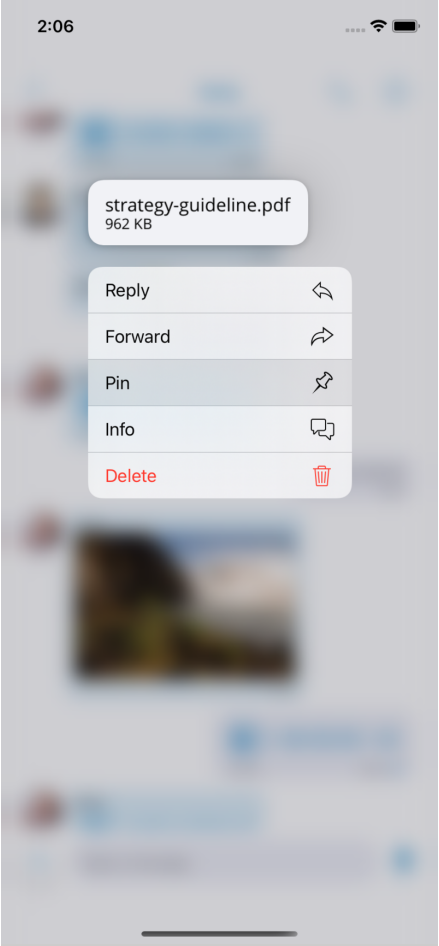 2:06
strategy-guideline.pdf
962 KB
Reply
Forward
Pin
Info
Delete